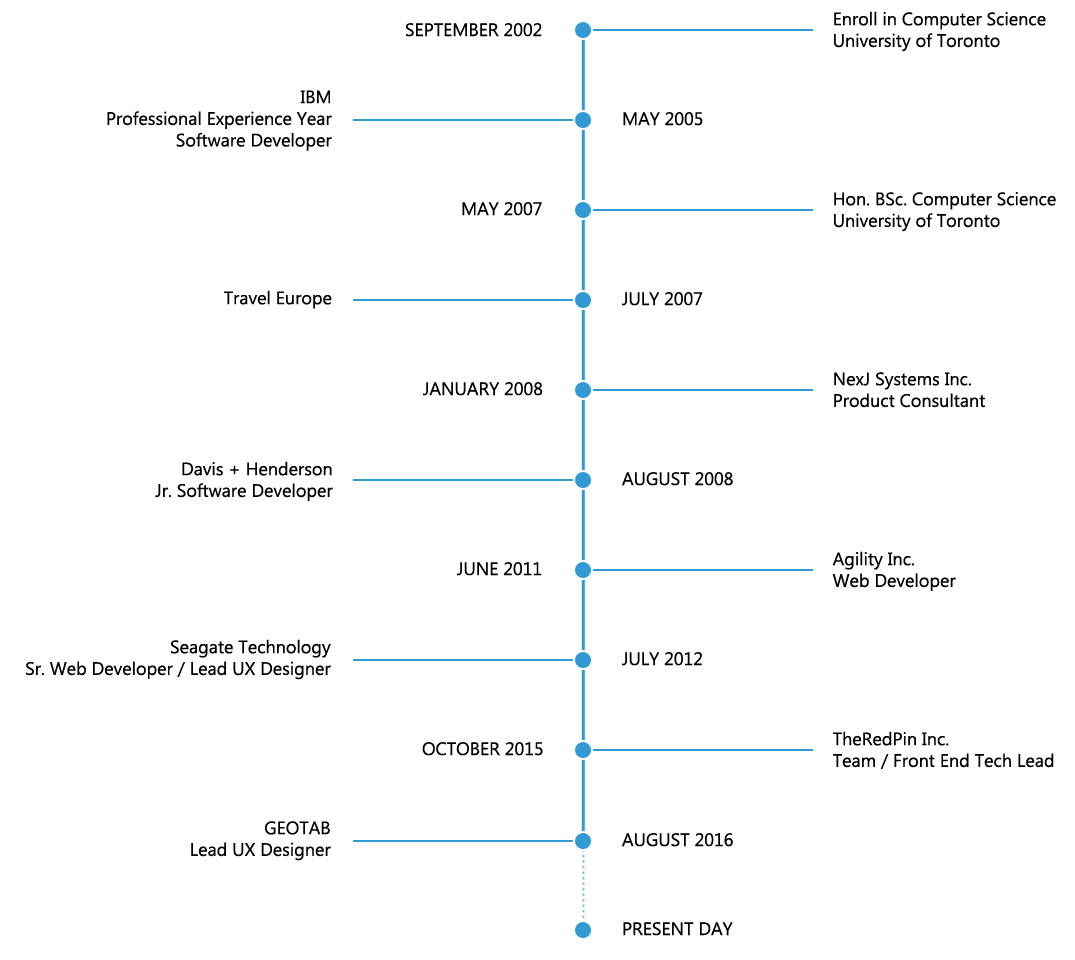 SEPTEMBER 2002
Enroll in Computer Science
University of Toronto
IBM
Professional Experience Year
Software Developer
MAY 2005
MAY 2007
Hon. BSc. Computer Science
University of Toronto
Travel Europe
JULY 2007
JANUARY 2008
NexJ Systems Inc.
Product Consultant
Davis + Henderson
Jr. Software Developer
AUGUST 2008
JUNE 2011
Agility Inc.
Web Developer
Seagate Technology
Sr. Web Developer / Lead UX Designer
JULY 2012
OCTOBER 2015
TheRedPin Inc.
Team / Front End Tech Lead
GEOTAB
Lead UX Designer
AUGUST 2016
PRESENT DAY